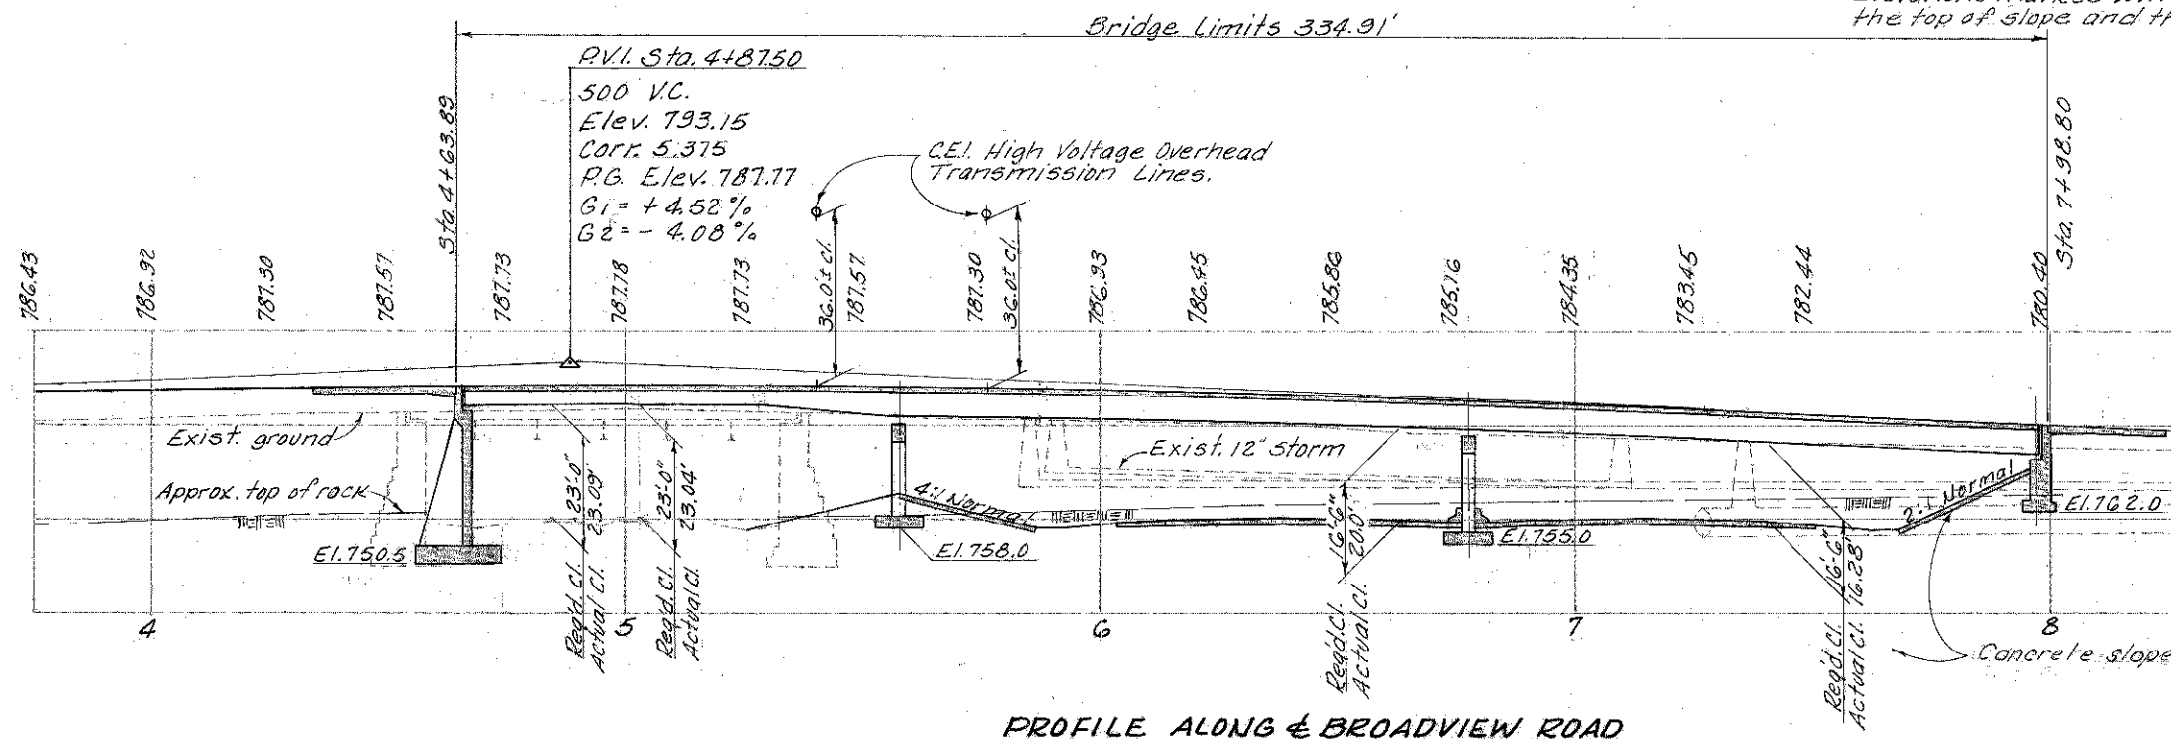 Bridge Limits 334.91'
the top of slope and th
P.V.I. Sta. 4+87.50
500 V.C.
Elev. 793.15
Corr. 5.375
P.G. Elev. 787.77
G1 = + 4.52 %
G2 = - 4.08 %
Sta. 4+63.89
C.E.I. High Voltage Overhead
Transmission Lines.
Sta. 7+98.80
36.0'± cl.
36.0'± cl.
786.43
786.92
787.30
787.57
787.73
787.78
787.73
787.57
787.30
786.93
786.45
785.86
785.16
784.35
783.45
782.44
780.40
Exist. ground
Approx. top of rock
Exist. 12" Storm
4:1 Normal
2:1 Normal
El. 750.5
El. 758.0
El. 755.0
El. 762.0
Req'd. Cl. 23'-0"
Actual Cl. 23.09'
Req'd. Cl. 23'-0"
Actual Cl. 23.04'
Req'd. Cl. 16'-6"
Actual Cl. 20.0'
Req'd. Cl. 16'-6"
Actual Cl. 16.28'
4
5
6
7
8
Concrete slope
PROFILE ALONG ℄ BROADVIEW ROAD